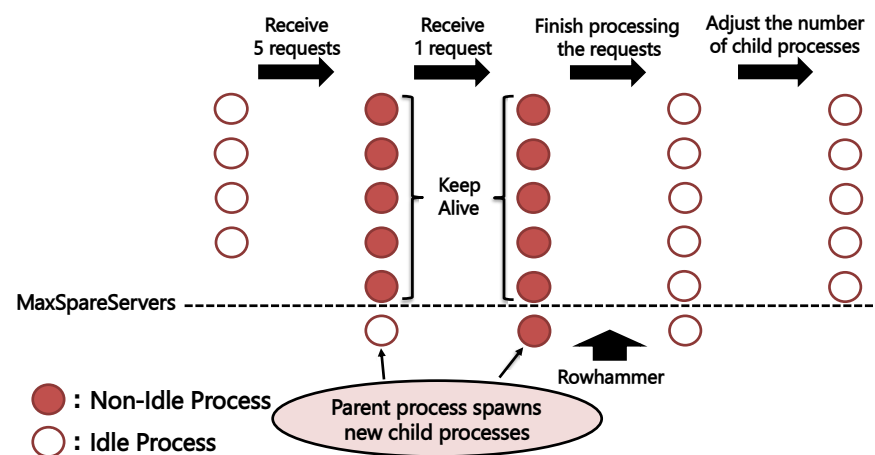 Receive
5 requests
Receive
1 request
Finish processing
the requests
Adjust the number
of child processes
Keep
Alive
MaxSpareServers
Rowhammer
: Non-Idle Process
: Idle Process
Parent process spawns
new child processes